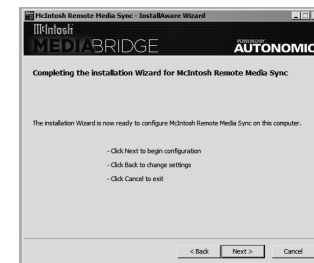 McIntosh Remote Media Sync - InstallAware Wizard
McIntosh
MEDIABRIDGE
POWERED BY
AUTONOMIC
Completing the installation Wizard for McIntosh Remote Media Sync
The installation Wizard is now ready to configure McIntosh Remote Media Sync on this computer.
- Click Next to begin configuration
- Click Back to change settings
- Click Cancel to exit
< Back
Next >
Cancel